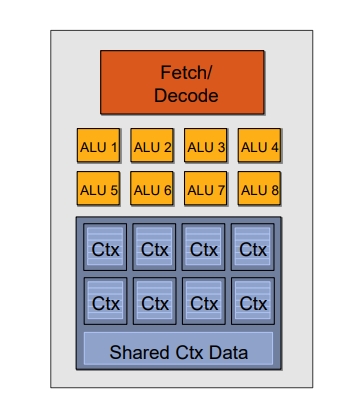 Fetch/
Decode
ALU 1 ALU 2 ALU 3 ALU 4
ALU 5 ALU 6 ALU 7 ALU 8
Ctx Ctx Ctx Ctx
Ctx Ctx Ctx Ctx
Shared Ctx Data